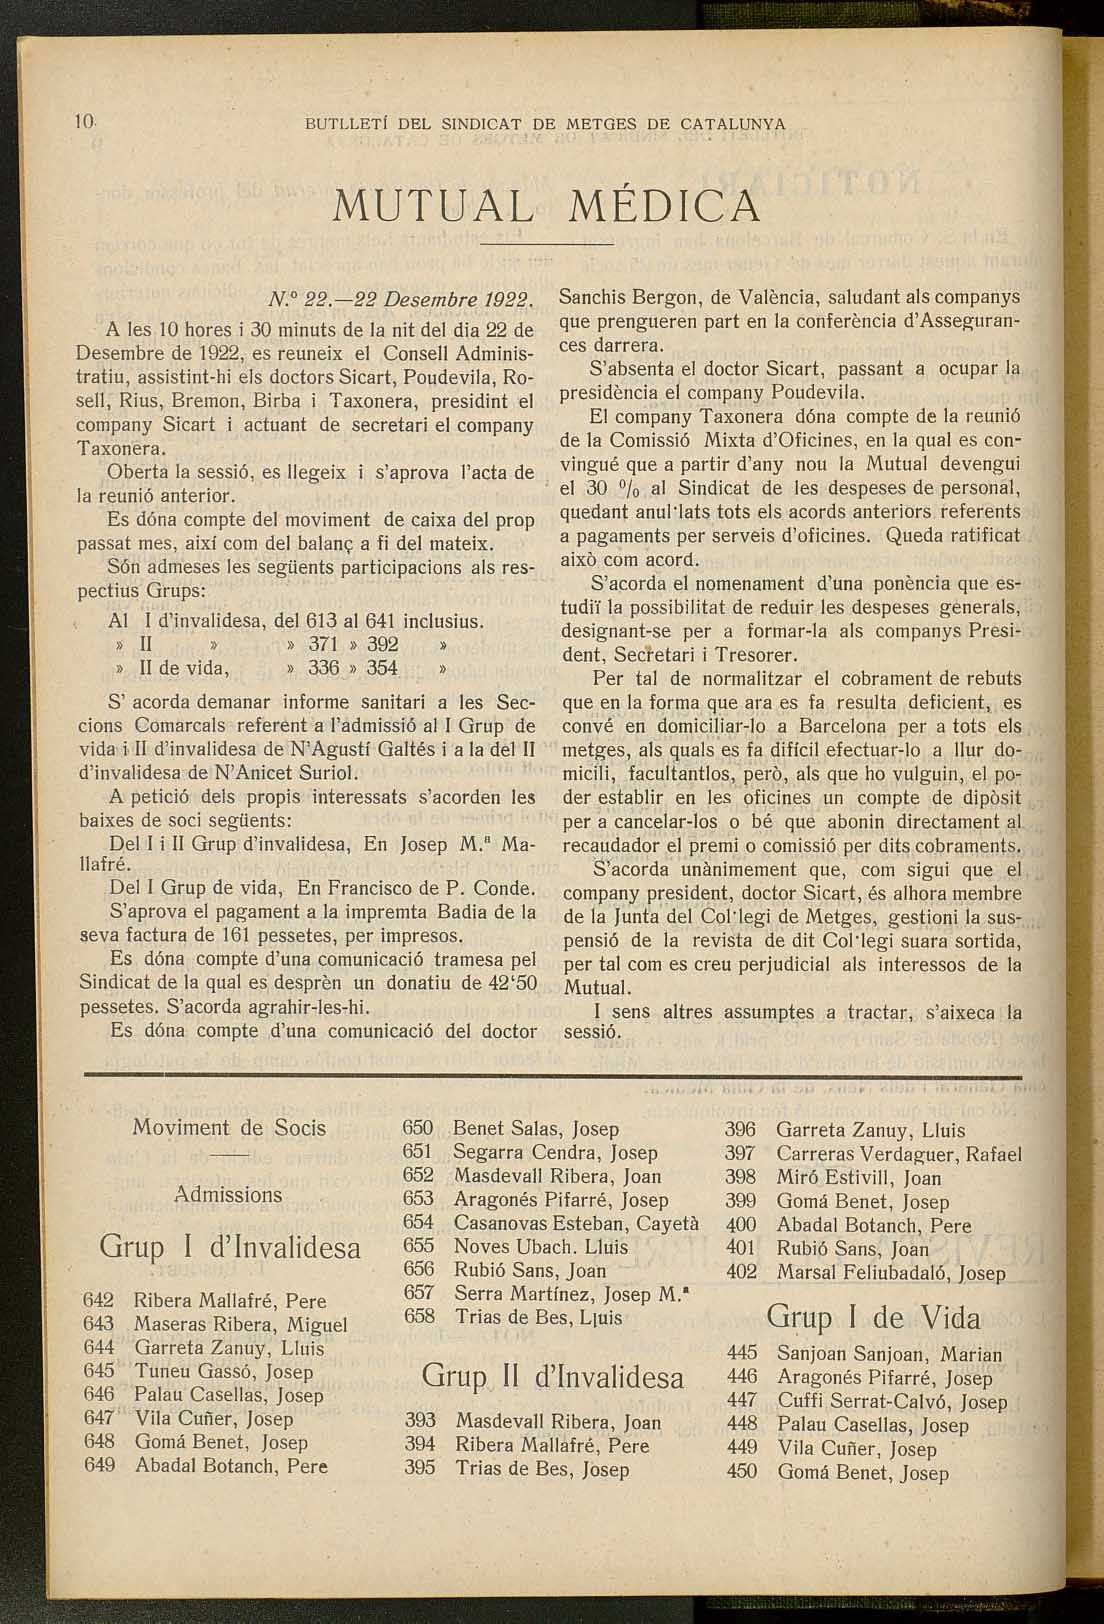 10
BUTLLETÍ DEL SINDICAT DE METGES DE CATALUNYA
MUTUAL MÉDICA
N.º 22.—22 Desembre 1922.
A les 10 hores i 30 minuts de la nit del dia 22 de
Desembre de 1922, es reuneix el Consell Adminis-
tratiu, assistint-hi els doctors Sicart, Poudevila, Ro-
sell, Rius, Bremon, Birba i Taxonera, presidint el
company Sicart i actuant de secretari el company
Taxonera.
Oberta la sessió, es llegeix i s'aprova l'acta de
la reunió anterior.
Es dóna compte del moviment de caixa del prop
passat mes, així com del balanç a fi del mateix.
Són admeses les següents participacions als res-
pectius Grups:
Al I d'invalidesa, del 613 al 641 inclusius.
» II » » 371 » 392 »
» II de vida, » 336 » 354 »
S' acorda demanar informe sanitari a les Sec-
cions Comarcals referent a l'admissió al I Grup de
vida i II d'invalidesa de N'Agustí Galtés i a la del II
d'invalidesa de N'Anicet Suriol.
A petició dels propis interessats s'acorden les
baixes de soci següents:
Del I i II Grup d'invalidesa, En Josep M.ª Ma-
llafré.
Del I Grup de vida, En Francisco de P. Conde.
S'aprova el pagament a la impremta Badia de la
seva factura de 161 pessetes, per impresos.
Es dóna compte d'una comunicació tramesa pel
Sindicat de la qual es desprèn un donatiu de 42'50
pessetes. S'acorda agrahir-les-hi.
Es dóna compte d'una comunicació del doctor
Sanchis Bergon, de València, saludant als companys
que prengueren part en la conferència d'Asseguran-
ces darrera.
S'absenta el doctor Sicart, passant a ocupar la
presidència el company Poudevila.
El company Taxonera dóna compte de la reunió
de la Comissió Mixta d'Oficines, en la qual es con-
vingué que a partir d'any nou la Mutual devengui
el 30 % al Sindicat de les despeses de personal,
quedant anul·lats tots els acords anteriors referents
a pagaments per serveis d'oficines. Queda ratificat
això com acord.
S'acorda el nomenament d'una ponència que es-
tudiï la possibilitat de reduir les despeses generals,
designant-se per a formar-la als companys Presi-
dent, Secretari i Tresorer.
Per tal de normalitzar el cobrament de rebuts
que en la forma que ara es fa resulta deficient, es
convé en domiciliar-lo a Barcelona per a tots els
metges, als quals es fa difícil efectuar-lo a llur do-
micili, facultantlos, però, als que ho vulguin, el po-
der establir en les oficines un compte de dipòsit
per a cancelar-los o bé que abonin directament al
recaudador el premi o comissió per dits cobraments.
S'acorda unànimement que, com sigui que el
company president, doctor Sicart, és alhora membre
de la Junta del Col·legi de Metges, gestioni la sus-
pensió de la revista de dit Col·legi suara sortida,
per tal com es creu perjudicial als interessos de la
Mutual.
I sens altres assumptes a tractar, s'aixeca la
sessió.
Moviment de Socis
Admissions
Grup I d'Invalidesa
642 Ribera Mallafré, Pere
643 Maseras Ribera, Miguel
644 Garreta Zanuy, Lluis
645 Tuneu Gassó, Josep
646 Palau Casellas, Josep
647 Vila Cuñer, Josep
648 Gomá Benet, Josep
649 Abadal Botanch, Pere
650 Benet Salas, Josep
651 Segarra Cendra, Josep
652 Masdevall Ribera, Joan
653 Aragonés Pifarré, Josep
654 Casanovas Esteban, Cayetà
655 Noves Ubach. Lluis
656 Rubió Sans, Joan
657 Serra Martínez, Josep M.ª
658 Trias de Bes, Lluis
Grup II d'Invalidesa
393 Masdevall Ribera, Joan
394 Ribera Mallafré, Pere
395 Trias de Bes, Josep
396 Garreta Zanuy, Lluis
397 Carreras Verdaguer, Rafael
398 Miró Estivill, Joan
399 Gomá Benet, Josep
400 Abadal Botanch, Pere
401 Rubió Sans, Joan
402 Marsal Feliubadaló, Josep
Grup I de Vida
445 Sanjoan Sanjoan, Marian
446 Aragonés Pifarré, Josep
447 Cuffi Serrat-Calvó, Josep
448 Palau Casellas, Josep
449 Vila Cuñer, Josep
450 Gomá Benet, Josep